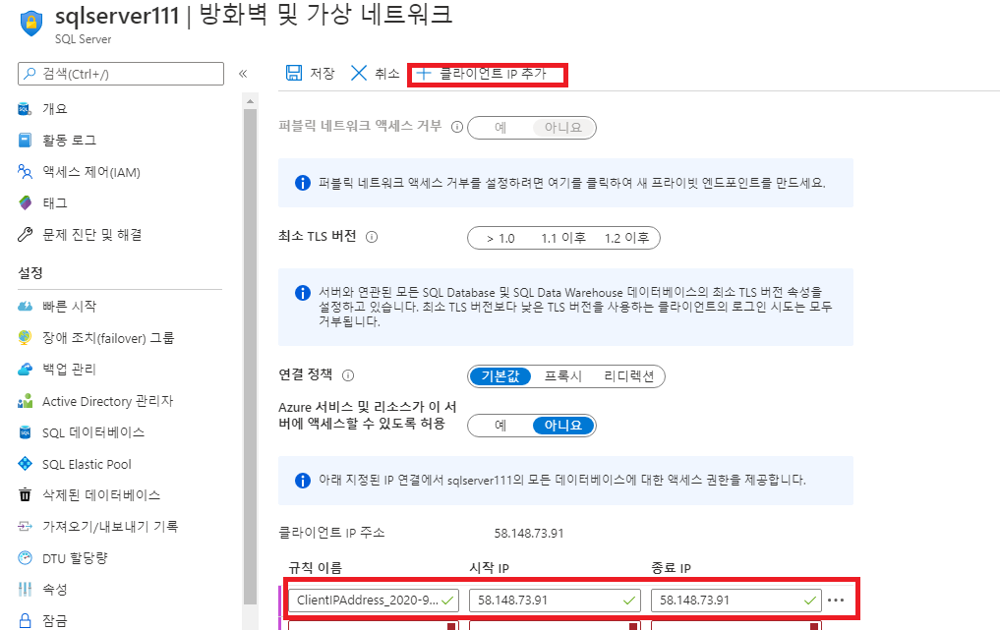 sqlserver111 | 방화벽 및 가상 네트워크
SQL Server
검색(Ctrl+/)
«
개요
활동 로그
액세스 제어(IAM)
태그
문제 진단 및 해결
설정
빠른 시작
장애 조치(failover) 그룹
백업 관리
Active Directory 관리자
SQL 데이터베이스
SQL Elastic Pool
삭제된 데이터베이스
가져오기/내보내기 기록
DTU 할당량
속성
잠금
저장 취소 + 클라이언트 IP 추가
퍼블릭 네트워크 액세스 거부 예 아니요
퍼블릭 네트워크 액세스 거부를 설정하려면 여기를 클릭하여 새 프라이빗 엔드포인트를 만드세요.
최소 TLS 버전 > 1.0 1.1 이후 1.2 이후
서버와 연관된 모든 SQL Database 및 SQL Data Warehouse 데이터베이스의 최소 TLS 버전 속성을
설정하고 있습니다. 최소 TLS 버전보다 낮은 TLS 버전을 사용하는 클라이언트의 로그인 시도는 모두
거부됩니다.
연결 정책 기본값 프록시 리디렉션
Azure 서비스 및 리소스가 이 서
버에 액세스할 수 있도록 허용 예 아니요
아래 지정된 IP 연결에서 sqlserver111의 모든 데이터베이스에 대한 액세스 권한을 제공합니다.
클라이언트 IP 주소 58.148.73.91
규칙 이름 시작 IP 종료 IP
ClientIPAddress_2020-9... 58.148.73.91 58.148.73.91 ...